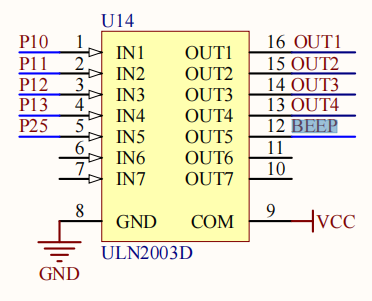 U14
P10 1 IN1 OUT1 16 OUT1
P11 2 IN2 OUT2 15 OUT2
P12 3 IN3 OUT3 14 OUT3
P13 4 IN4 OUT4 13 OUT4
P25 5 IN5 OUT5 12 BEEP
6 IN6 OUT6 11
7 IN7 OUT7 10
8 GND COM 9 VCC
GND ULN2003D